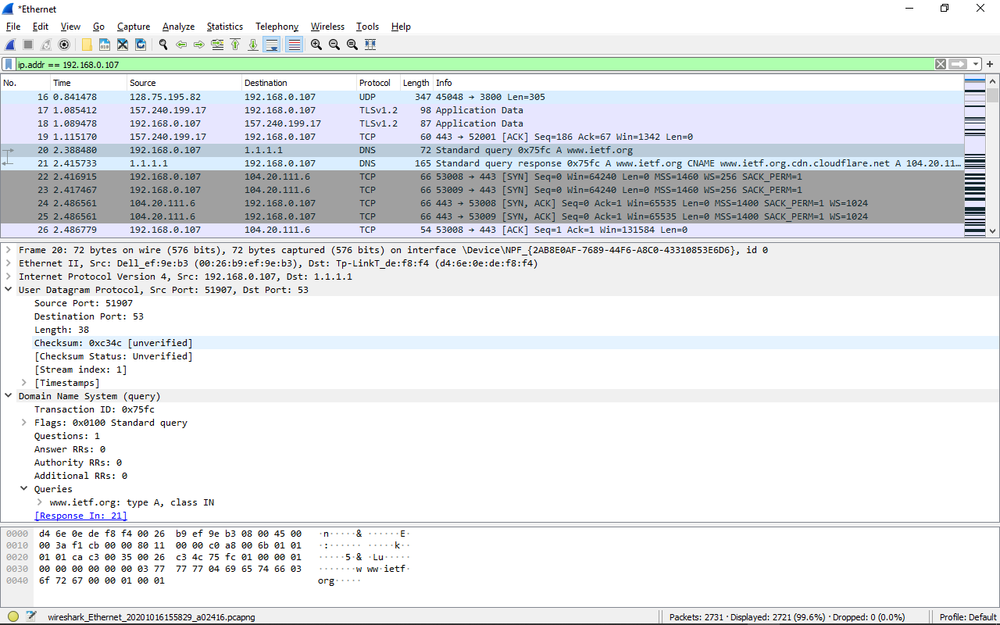 *Ethernet
File Edit View Go Capture Analyze Statistics Telephony Wireless Tools Help
ip.addr == 192.168.0.107
No. Time Source Destination Protocol Length Info
16 0.841478 128.75.195.82 192.168.0.107 UDP 347 45048 → 3800 Len=305
17 1.085412 157.240.199.17 192.168.0.107 TLSv1.2 98 Application Data
18 1.089478 192.168.0.107 157.240.199.17 TLSv1.2 87 Application Data
19 1.115170 157.240.199.17 192.168.0.107 TCP 60 443 → 52001 [ACK] Seq=186 Ack=67 Win=1342 Len=0
20 2.388480 192.168.0.107 1.1.1.1 DNS 72 Standard query 0x75fc A www.ietf.org
21 2.415733 1.1.1.1 192.168.0.107 DNS 165 Standard query response 0x75fc A www.ietf.org CNAME www.ietf.org.cdn.cloudflare.net A 104.20.11…
22 2.416915 192.168.0.107 104.20.111.6 TCP 66 53008 → 443 [SYN] Seq=0 Win=64240 Len=0 MSS=1460 WS=256 SACK_PERM=1
23 2.417467 192.168.0.107 104.20.111.6 TCP 66 53009 → 443 [SYN] Seq=0 Win=64240 Len=0 MSS=1460 WS=256 SACK_PERM=1
24 2.486561 104.20.111.6 192.168.0.107 TCP 66 443 → 53008 [SYN, ACK] Seq=0 Ack=1 Win=65535 Len=0 MSS=1400 SACK_PERM=1 WS=1024
25 2.486561 104.20.111.6 192.168.0.107 TCP 66 443 → 53009 [SYN, ACK] Seq=0 Ack=1 Win=65535 Len=0 MSS=1400 SACK_PERM=1 WS=1024
26 2.486779 192.168.0.107 104.20.111.6 TCP 54 53008 → 443 [ACK] Seq=1 Ack=1 Win=131584 Len=0
Frame 20: 72 bytes on wire (576 bits), 72 bytes captured (576 bits) on interface \Device\NPF_{2AB8E0AF-7689-44F6-A8C0-43310853E6D6}, id 0
Ethernet II, Src: Dell_ef:9e:b3 (00:26:b9:ef:9e:b3), Dst: Tp-LinkT_de:f8:f4 (d4:6e:0e:de:f8:f4)
Internet Protocol Version 4, Src: 192.168.0.107, Dst: 1.1.1.1
User Datagram Protocol, Src Port: 51907, Dst Port: 53
Source Port: 51907
Destination Port: 53
Length: 38
Checksum: 0xc34c [unverified]
[Checksum Status: Unverified]
[Stream index: 1]
[Timestamps]
Domain Name System (query)
Transaction ID: 0x75fc
Flags: 0x0100 Standard query
Questions: 1
Answer RRs: 0
Authority RRs: 0
Additional RRs: 0
Queries
www.ietf.org: type A, class IN
[Response In: 21]
0000 d4 6e 0e de f8 f4 00 26 b9 ef 9e b3 08 00 45 00 ·n·····& ······E·
0010 00 3a f1 cb 00 00 80 11 00 00 c0 a8 00 6b 01 01 ·:······ ·····k··
0020 01 01 ca c3 00 35 00 26 c3 4c 75 fc 01 00 00 01 ·····5·& ·Lu·····
0030 00 00 00 00 00 00 03 77 77 77 04 69 65 74 66 03 ·······w ww·ietf·
0040 6f 72 67 00 00 01 00 01 org·····
wireshark_Ethernet_20201016155829_a02416.pcapng
Packets: 2731 · Displayed: 2721 (99.6%) · Dropped: 0 (0.0%)
Profile: Default